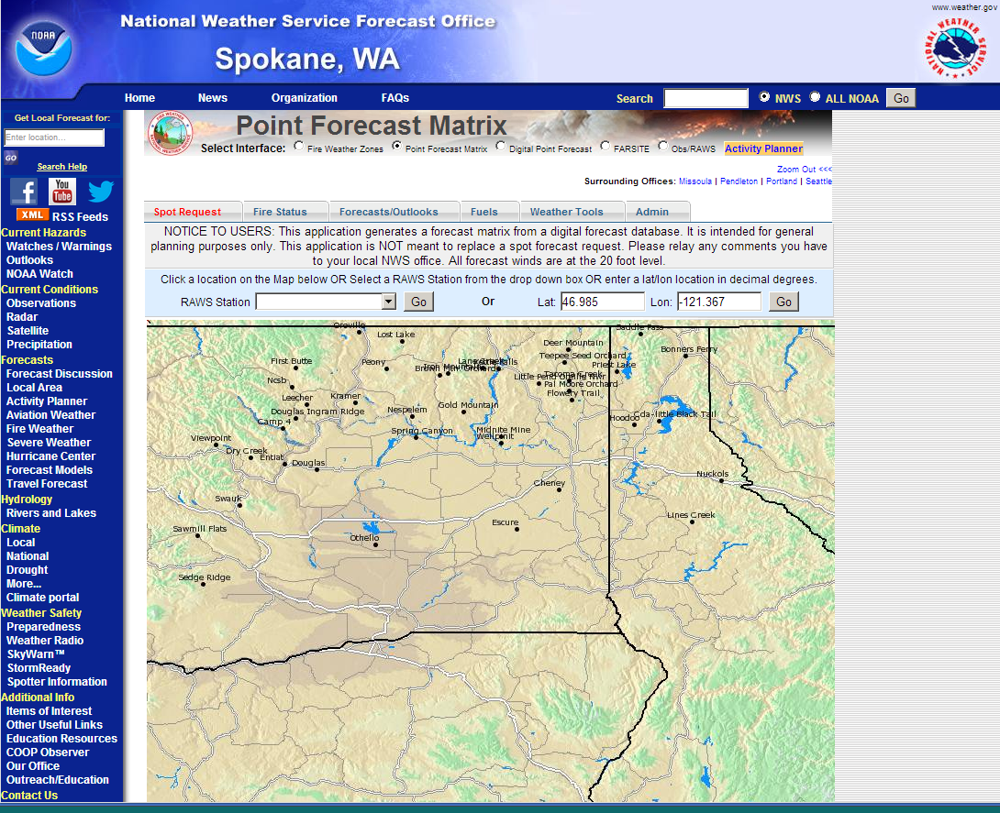 www.weather.gov
NOAA
National Weather Service Forecast Office
Spokane, WA
NATIONAL WEATHER SERVICE
Home News Organization FAQs
Search NWS ALL NOAA Go
Get Local Forecast for:
Enter location...
GO
Search Help
f You Tube
XML RSS Feeds
Current Hazards
Watches / Warnings
Outlooks
NOAA Watch
Current Conditions
Observations
Radar
Satellite
Precipitation
Forecasts
Forecast Discussion
Local Area
Activity Planner
Aviation Weather
Fire Weather
Severe Weather
Hurricane Center
Forecast Models
Travel Forecast
Hydrology
Rivers and Lakes
Climate
Local
National
Drought
More...
Climate portal
Weather Safety
Preparedness
Weather Radio
SkyWarn™
StormReady
Spotter Information
Additional Info
Items of Interest
Other Useful Links
Education Resources
COOP Observer
Our Office
Outreach/Education
Contact Us
Point Forecast Matrix
Select Interface: Fire Weather Zones Point Forecast Matrix Digital Point Forecast FARSITE Obs/RAWS Activity Planner
Zoom Out <<<
Surrounding Offices: Missoula | Pendleton | Portland | Seattle
Spot Request Fire Status Forecasts/Outlooks Fuels Weather Tools Admin
NOTICE TO USERS: This application generates a forecast matrix from a digital forecast database. It is intended for general
planning purposes only. This application is NOT meant to replace a spot forecast request. Please relay any comments you have
to your local NWS office. All forecast winds are at the 20 foot level.
Click a location on the Map below OR Select a RAWS Station from the drop down box OR enter a lat/lon location in decimal degrees.
RAWS Station Go Or Lat: 46.985 Lon: -121.367 Go
Oroville
Saddle Pass
Lost Lake
Deer Mountain
Bonners Ferry
Teepee Seed Orchard
First Butte
Peony
Priest Lake
Ncsb
Pal Moore Orchard
Flowery Trail
Leecher
Kramer
Gold Mountain
Nespelem
Douglas Ingram Ridge
Hoodoo
Cda-little Black Tail
Camp 4
Spring Canyon
Midnite Mine
Wellpinit
Viewpoint
Dry Creek
Entiat
Douglas
Nuckols
Cheney
Swauk
Lines Creek
Escure
Sawmill Flats
Othello
Sedge Ridge